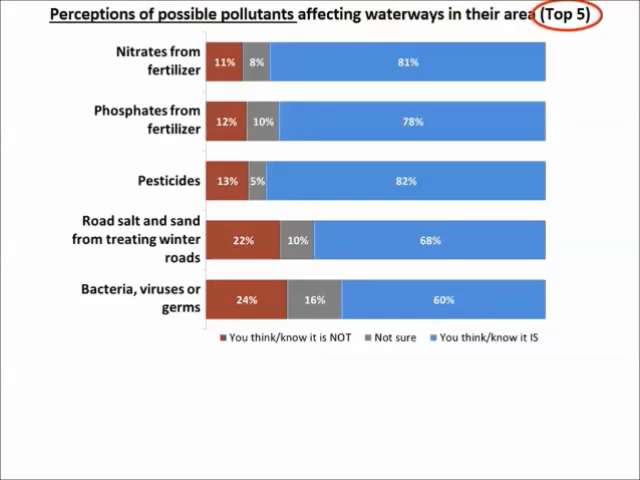 Perceptions of possible pollutants affecting waterways in their area (Top 5)
Nitrates from
fertilizer
11% 8% 81%
Phosphates from
fertilizer
12% 10% 78%
Pesticides
13% 5% 82%
Road salt and sand
from treating winter
roads
22% 10% 68%
Bacteria, viruses or
germs
24% 16% 60%
You think/know it is NOT Not sure You think/know it IS